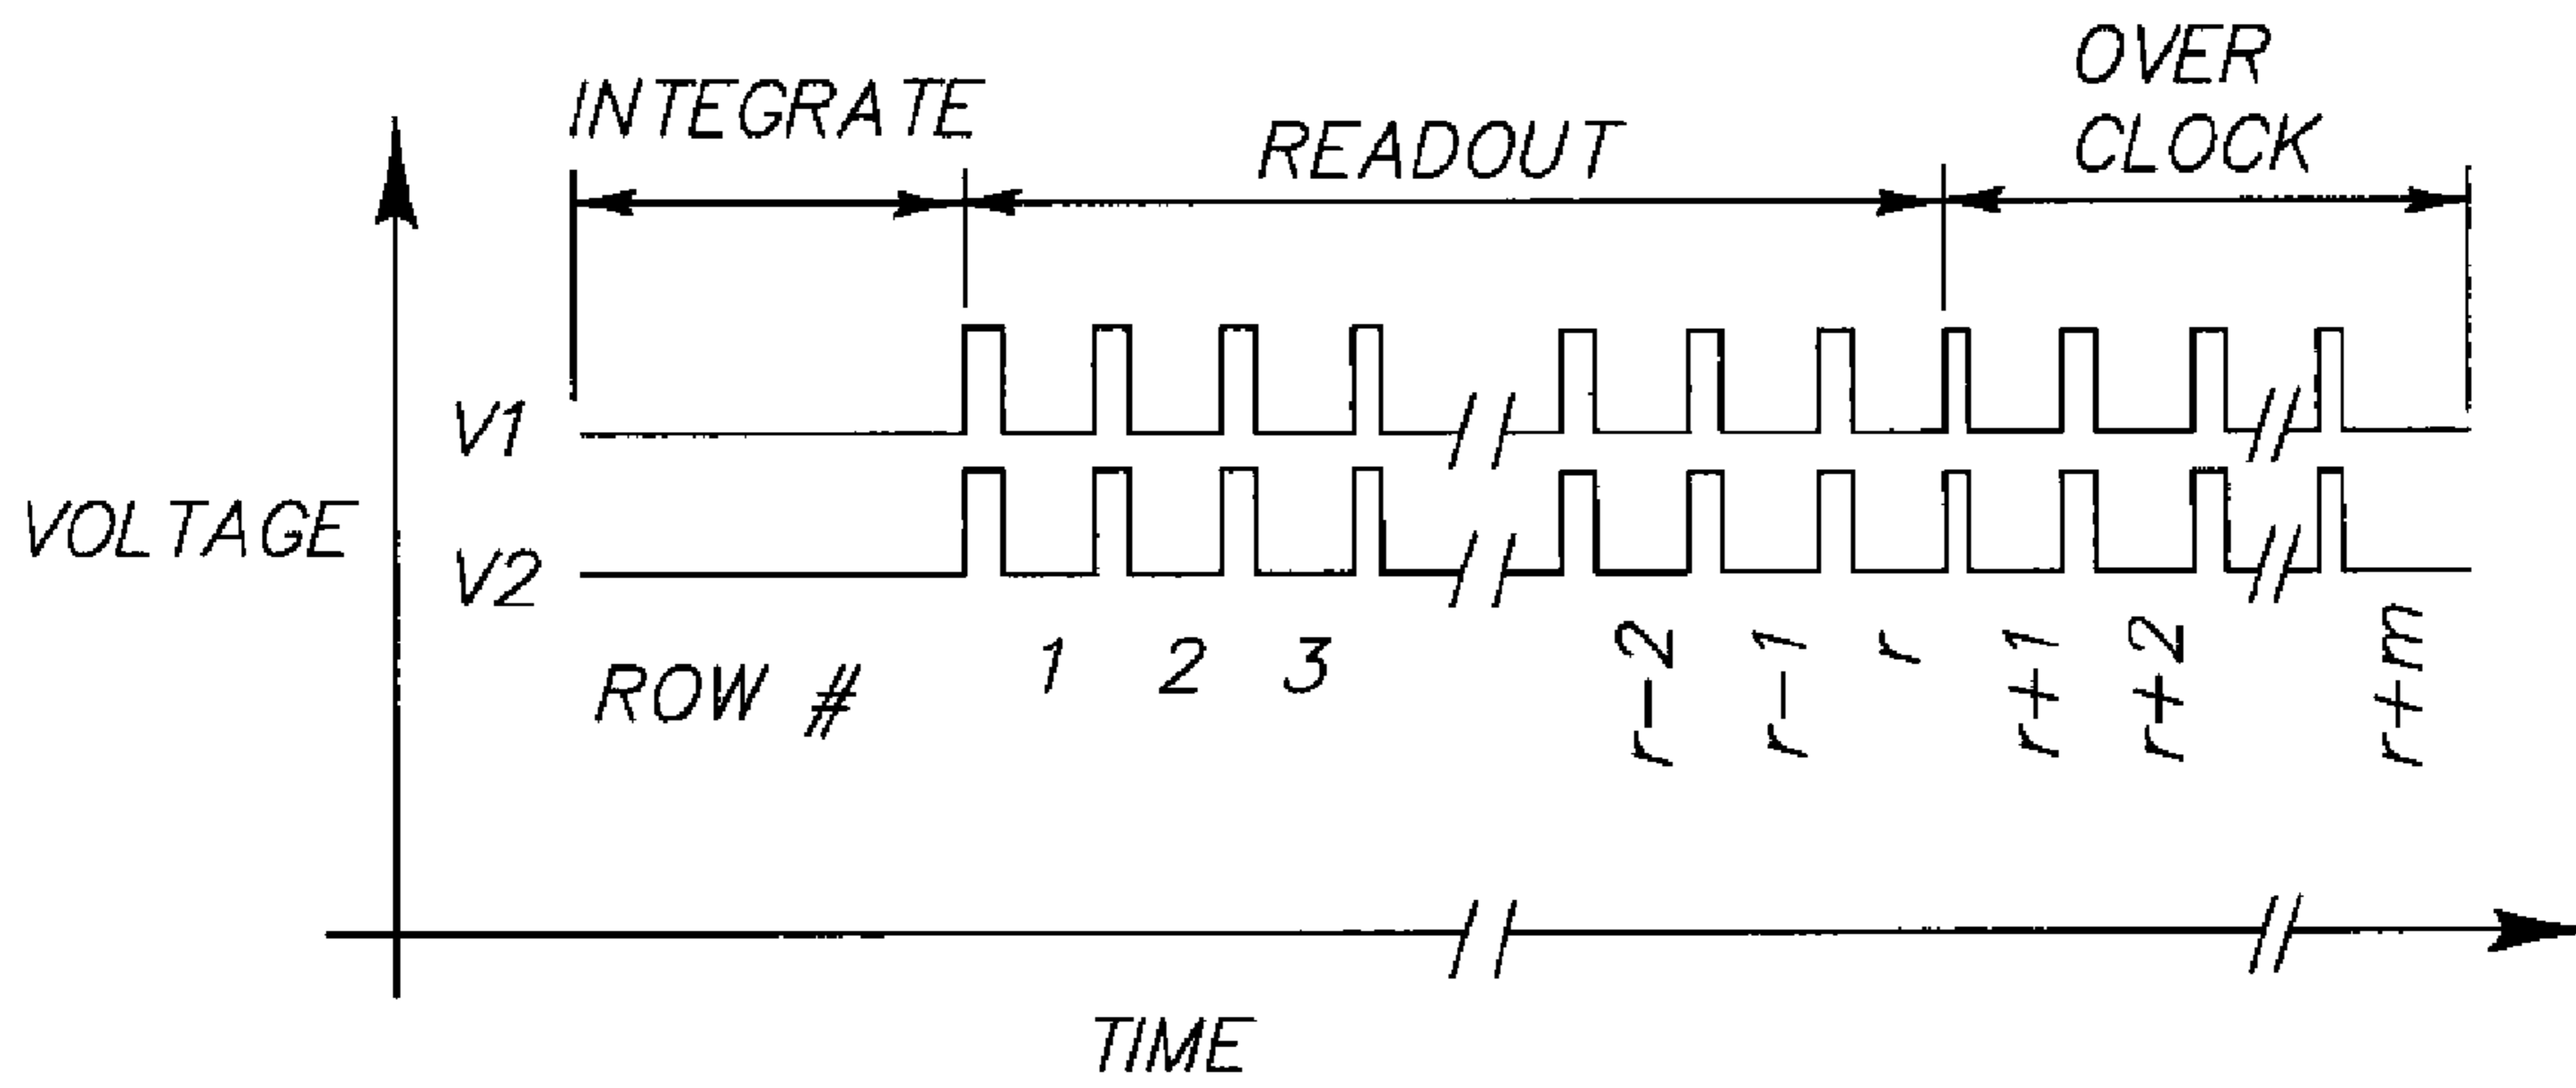 INTEGRATE
READOUT
OVER
CLOCK
V1
VOLTAGE
V2
ROW # 1 2 3 r-2 r-1 r r+1 r+2 r+m
TIME